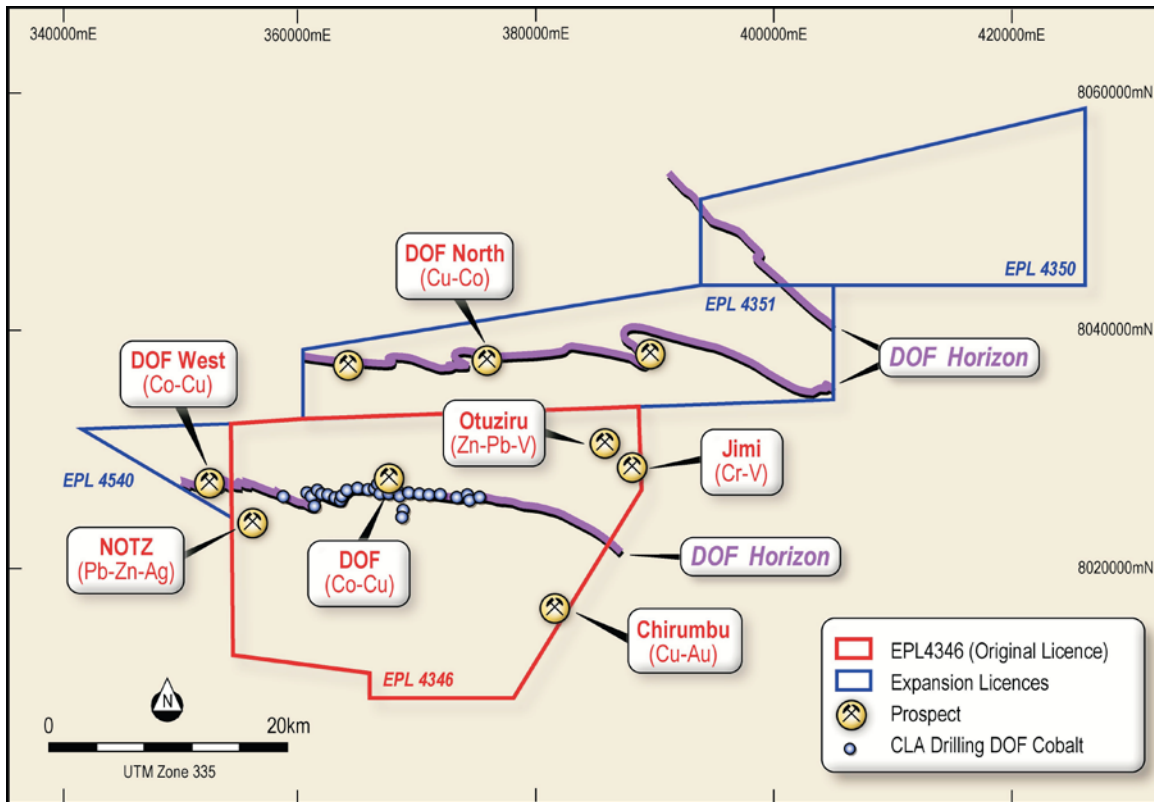 340000mE
360000mE
380000mE
400000mE
420000mE
8060000mN
EPL 4350
DOF North
(Cu-Co)
EPL 4351
8040000mN
DOF West
(Co-Cu)
DOF Horizon
Otuziru
(Zn-Pb-V)
Jimi
(Cr-V)
EPL 4540
NOTZ
(Pb-Zn-Ag)
DOF
(Co-Cu)
DOF Horizon
8020000mN
Chirumbu
(Cu-Au)
EPL 4346
N
0
20km
UTM Zone 335
EPL4346 (Original Licence)
Expansion Licences
Prospect
CLA Drilling DOF Cobalt